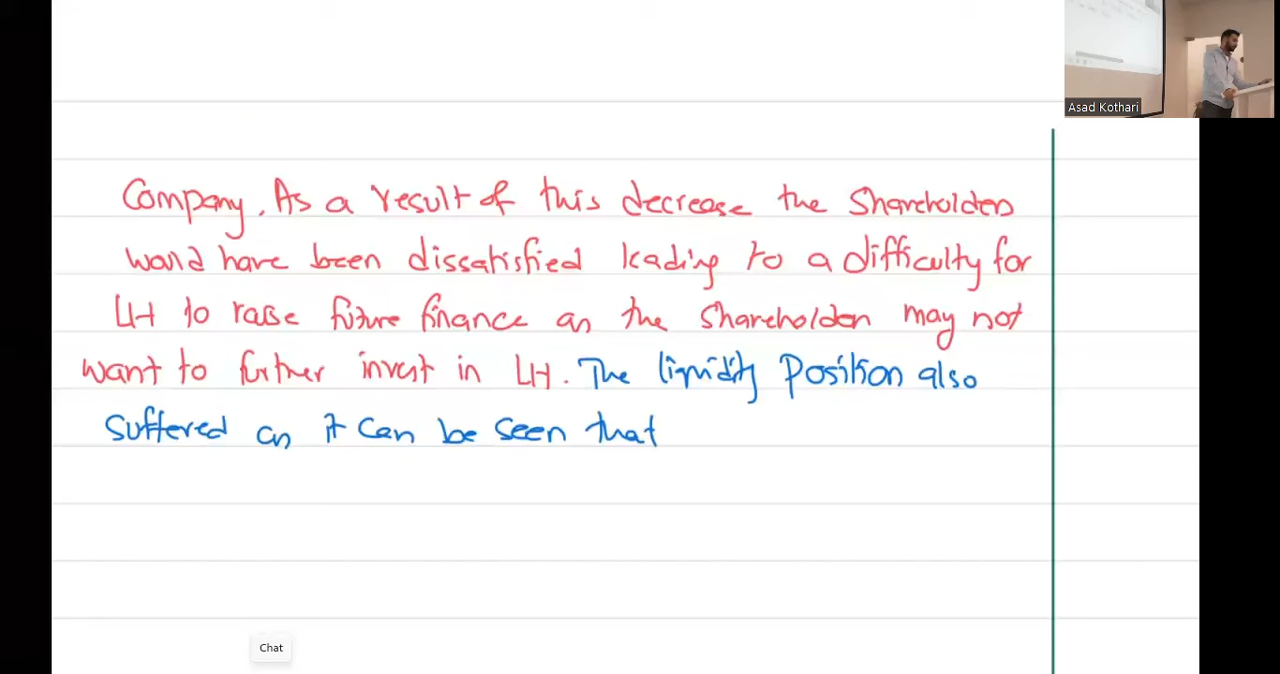 Asad Kothari
Company. As a result of this decrease the Shareholders
would have been dissatisfied leading to a difficulty for
LH to raise future finance as the shareholders may not
want to further invest in LH. The liquidity Position also
suffered as it can be seen that
Chat